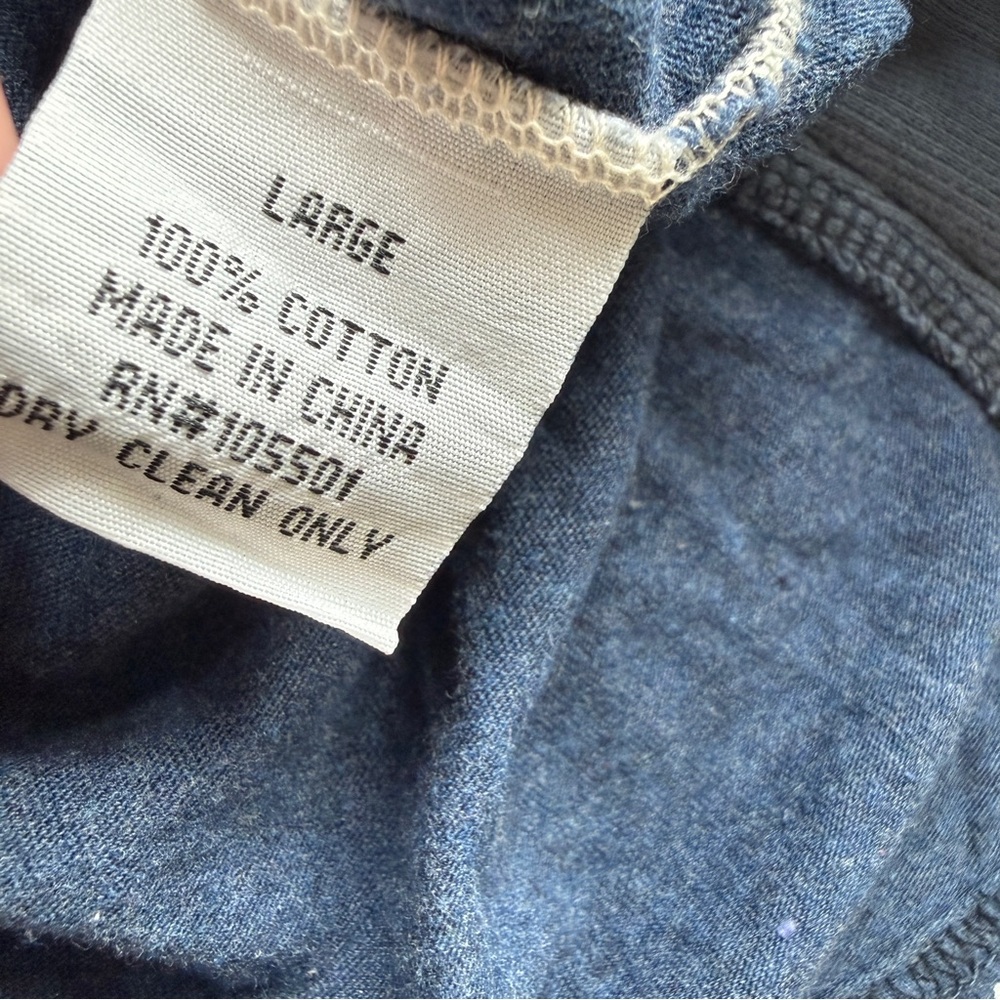 LARGE
100% COTTON
MADE IN CHINA
RN#105501
DRY CLEAN ONLY